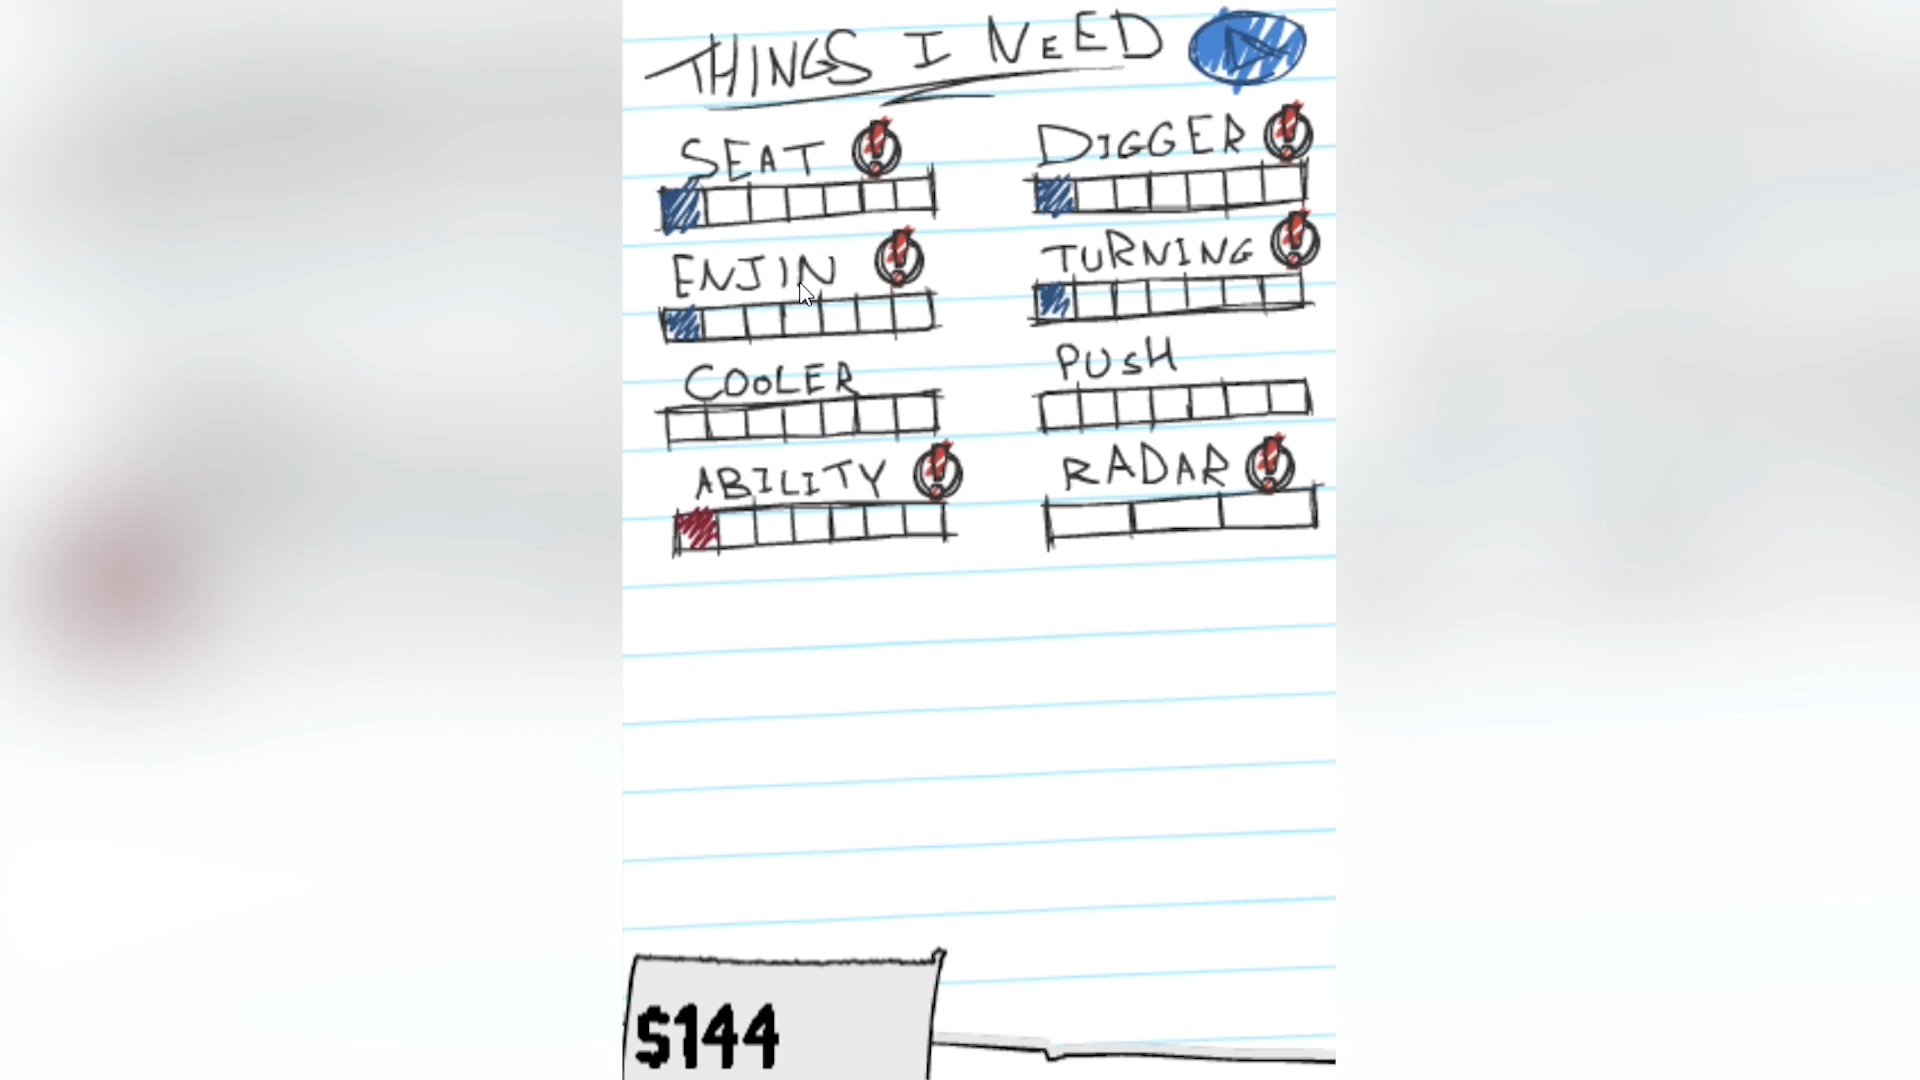 THINGS I NEED
SEAT
DIGGER
ENJIN
TURNING
COOLER
PUSH
ABILITY
RADAR
$144